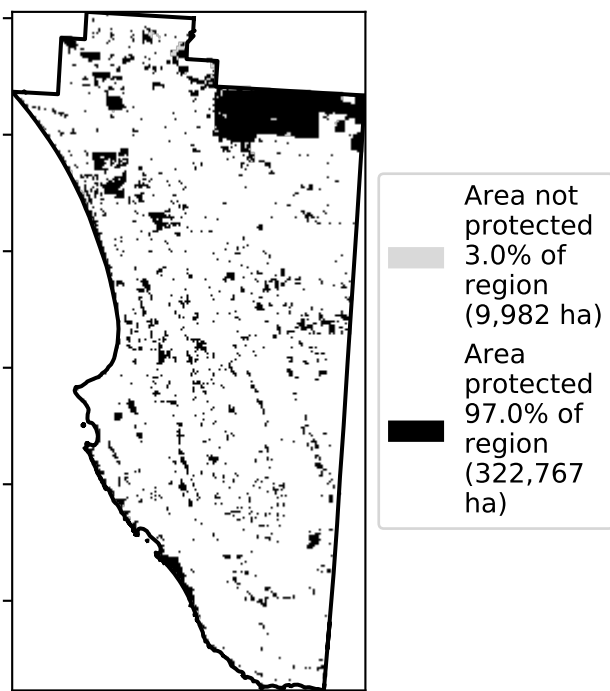 Area not
protected
3.0% of
region
(9,982 ha)
Area
protected
97.0% of
region
(322,767
ha)